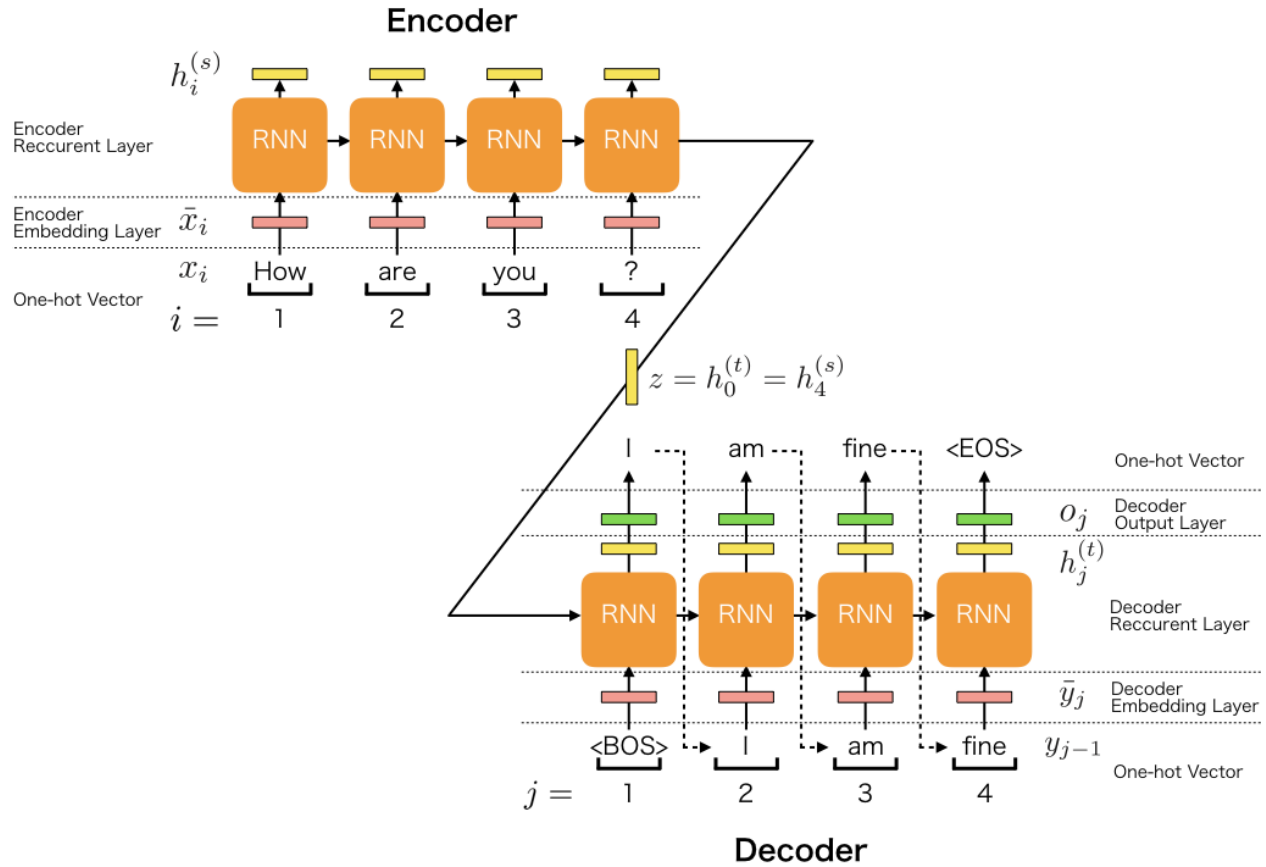 Encoder
h_i^{(s)}
RNN RNN RNN RNN
Encoder
Reccurent Layer
Encoder
Embedding Layer
x̄_i
x_i How are you ?
One-hot Vector
i = 1 2 3 4
z = h_0^{(t)} = h_4^{(s)}
I am fine <EOS>
One-hot Vector
o_j
Decoder
Output Layer
h_j^{(t)}
RNN RNN RNN RNN
Decoder
Reccurent Layer
ȳ_j
Decoder
Embedding Layer
<BOS> I am fine y_{j-1}
One-hot Vector
j = 1 2 3 4
Decoder